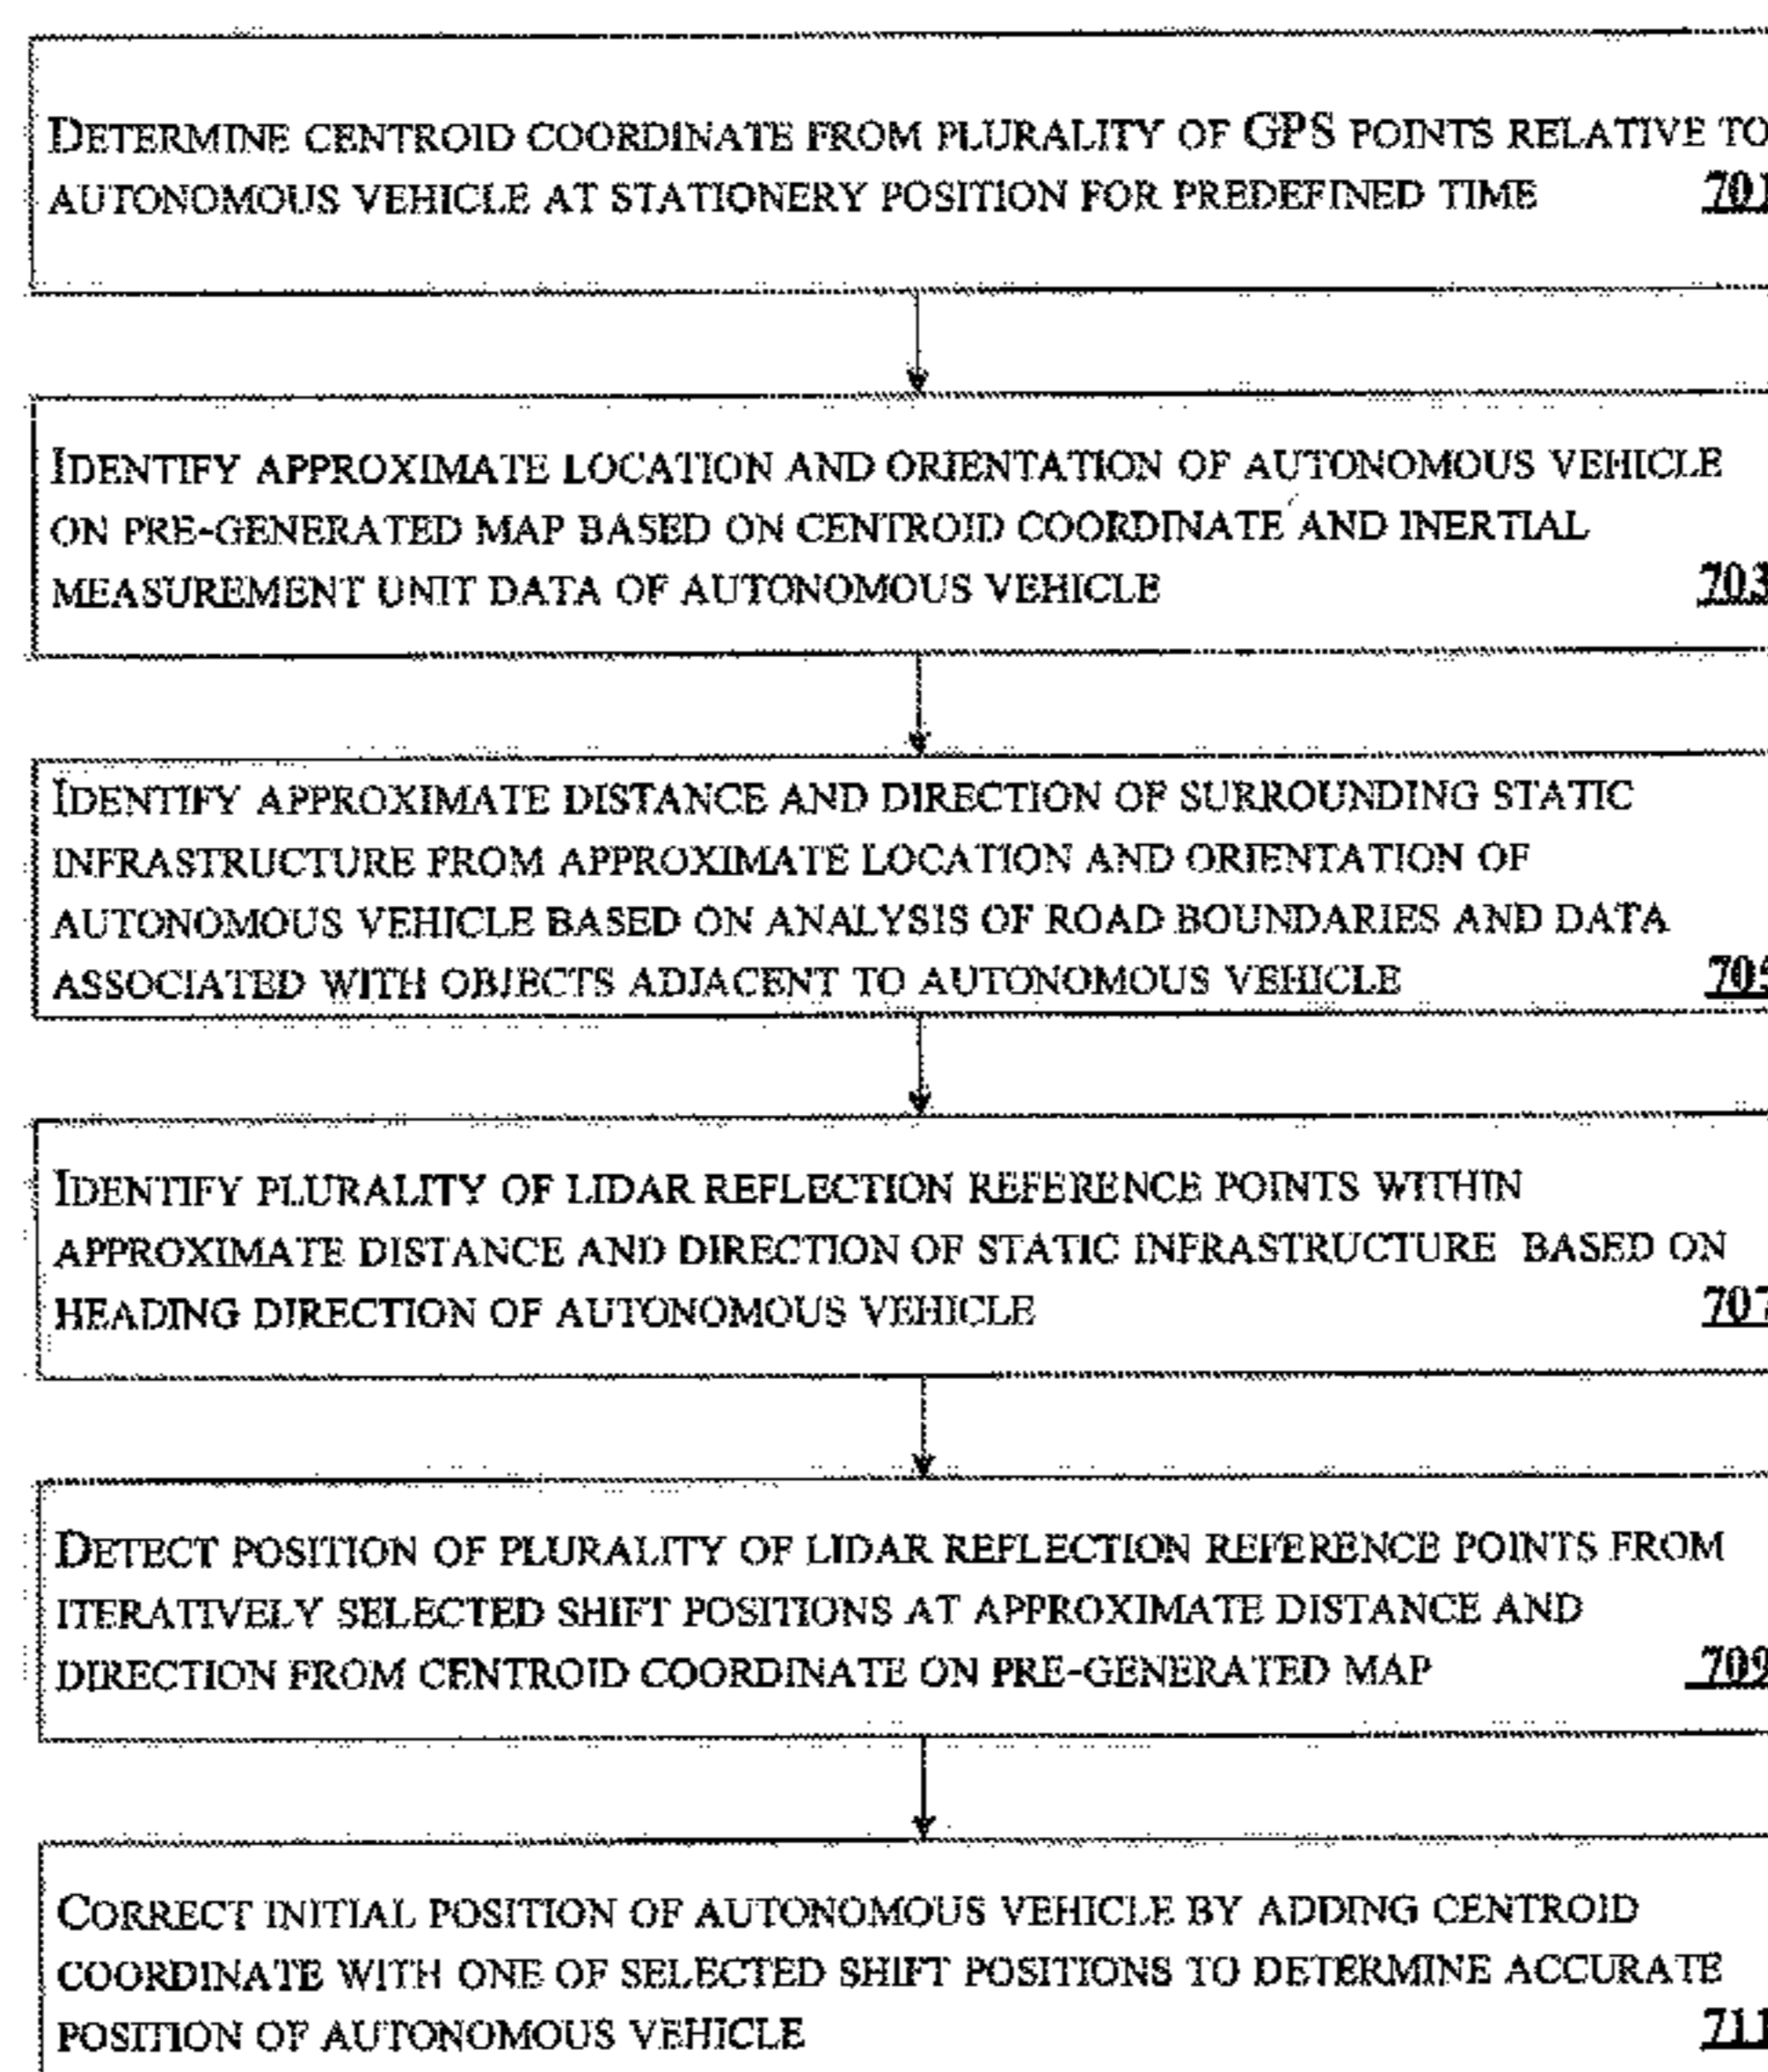 DETERMINE CENTROID COORDINATE FROM PLURALITY OF GPS POINTS RELATIVE TO
AUTONOMOUS VEHICLE AT STATIONERY POSITION FOR PREDEFINED TIME 701
IDENTIFY APPROXIMATE LOCATION AND ORIENTATION OF AUTONOMOUS VEHICLE
ON PRE-GENERATED MAP BASED ON CENTROID COORDINATE AND INERTIAL
MEASUREMENT UNIT DATA OF AUTONOMOUS VEHICLE 703
IDENTIFY APPROXIMATE DISTANCE AND DIRECTION OF SURROUNDING STATIC
INFRASTRUCTURE FROM APPROXIMATE LOCATION AND ORIENTATION OF
AUTONOMOUS VEHICLE BASED ON ANALYSIS OF ROAD BOUNDARIES AND DATA
ASSOCIATED WITH OBJECTS ADJACENT TO AUTONOMOUS VEHICLE 705
IDENTIFY PLURALITY OF LIDAR REFLECTION REFERENCE POINTS WITHIN
APPROXIMATE DISTANCE AND DIRECTION OF STATIC INFRASTRUCTURE BASED ON
HEADING DIRECTION OF AUTONOMOUS VEHICLE 707
DETECT POSITION OF PLURALITY OF LIDAR REFLECTION REFERENCE POINTS FROM
ITERATIVELY SELECTED SHIFT POSITIONS AT APPROXIMATE DISTANCE AND
DIRECTION FROM CENTROID COORDINATE ON PRE-GENERATED MAP 709
CORRECT INITIAL POSITION OF AUTONOMOUS VEHICLE BY ADDING CENTROID
COORDINATE WITH ONE OF SELECTED SHIFT POSITIONS TO DETERMINE ACCURATE
POSITION OF AUTONOMOUS VEHICLE 711